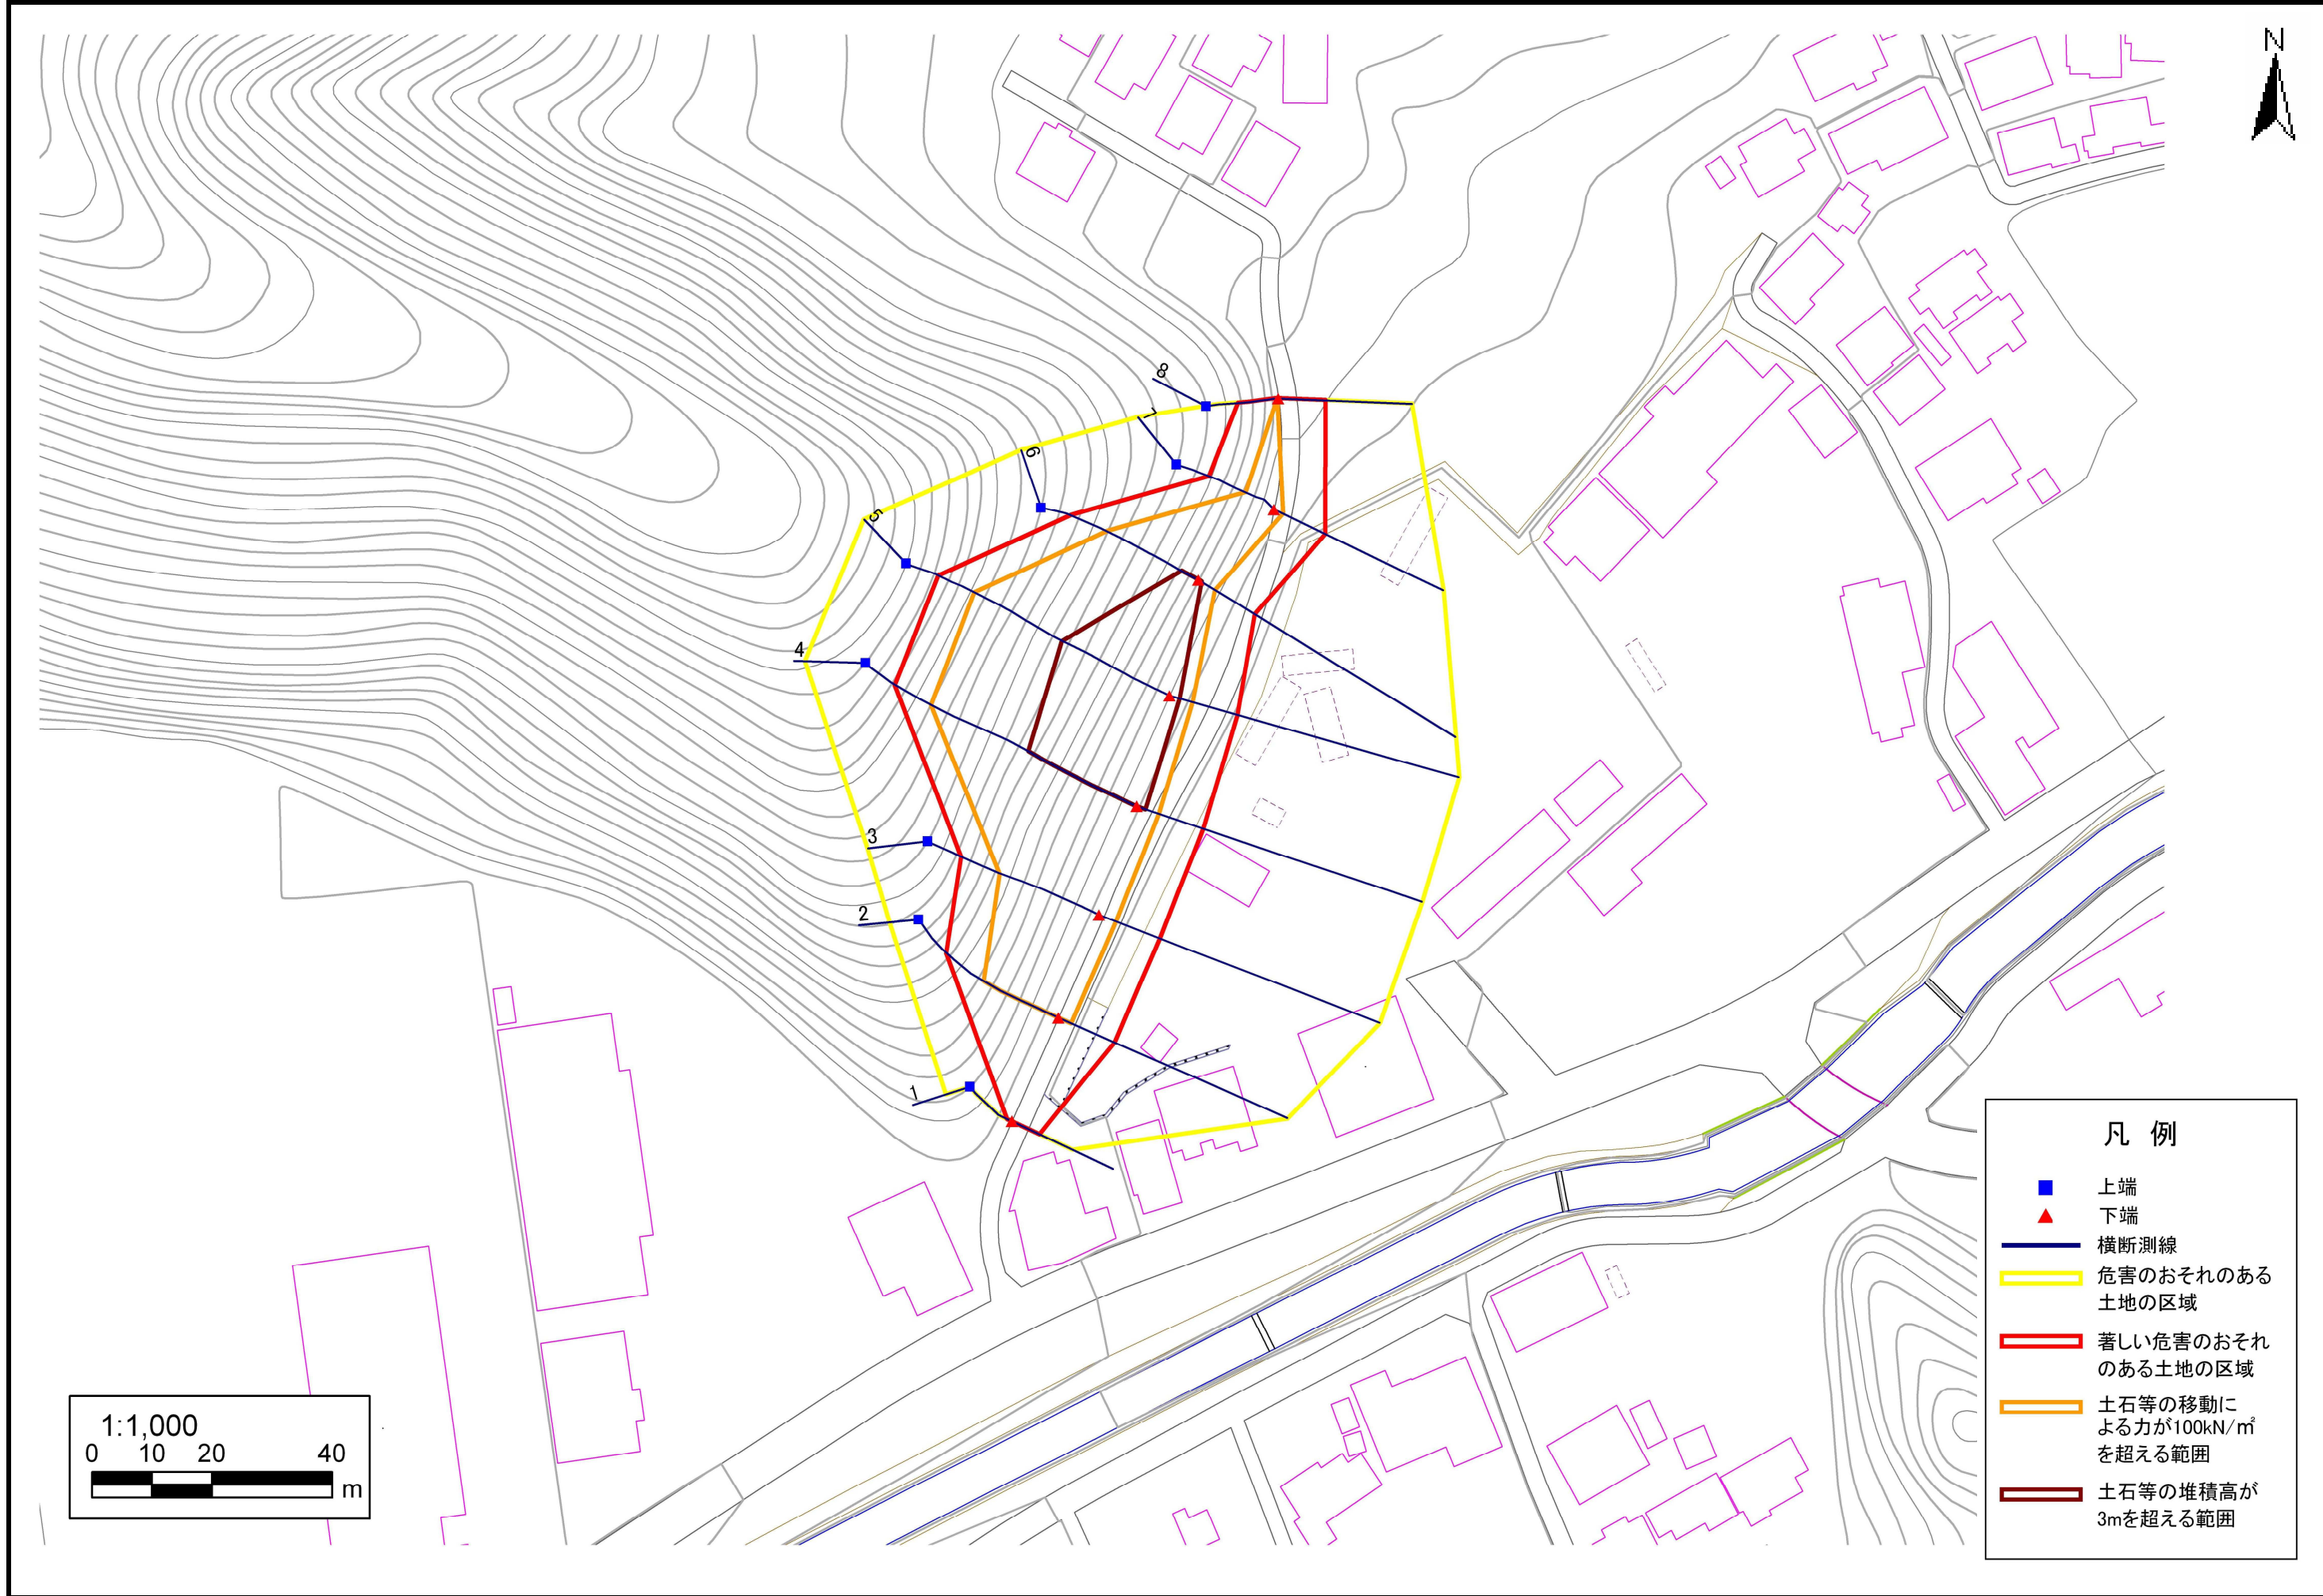 N
8
7
6
5
4
3
2
1
凡 例
上端
下端
横断測線
危害のおそれのある
土地の区域
著しい危害のおそれ
のある土地の区域
土石等の移動に
よる力が100kN/㎡
を超える範囲
土石等の堆積高が
3mを超える範囲
1:1,000
0 10 20 40
m